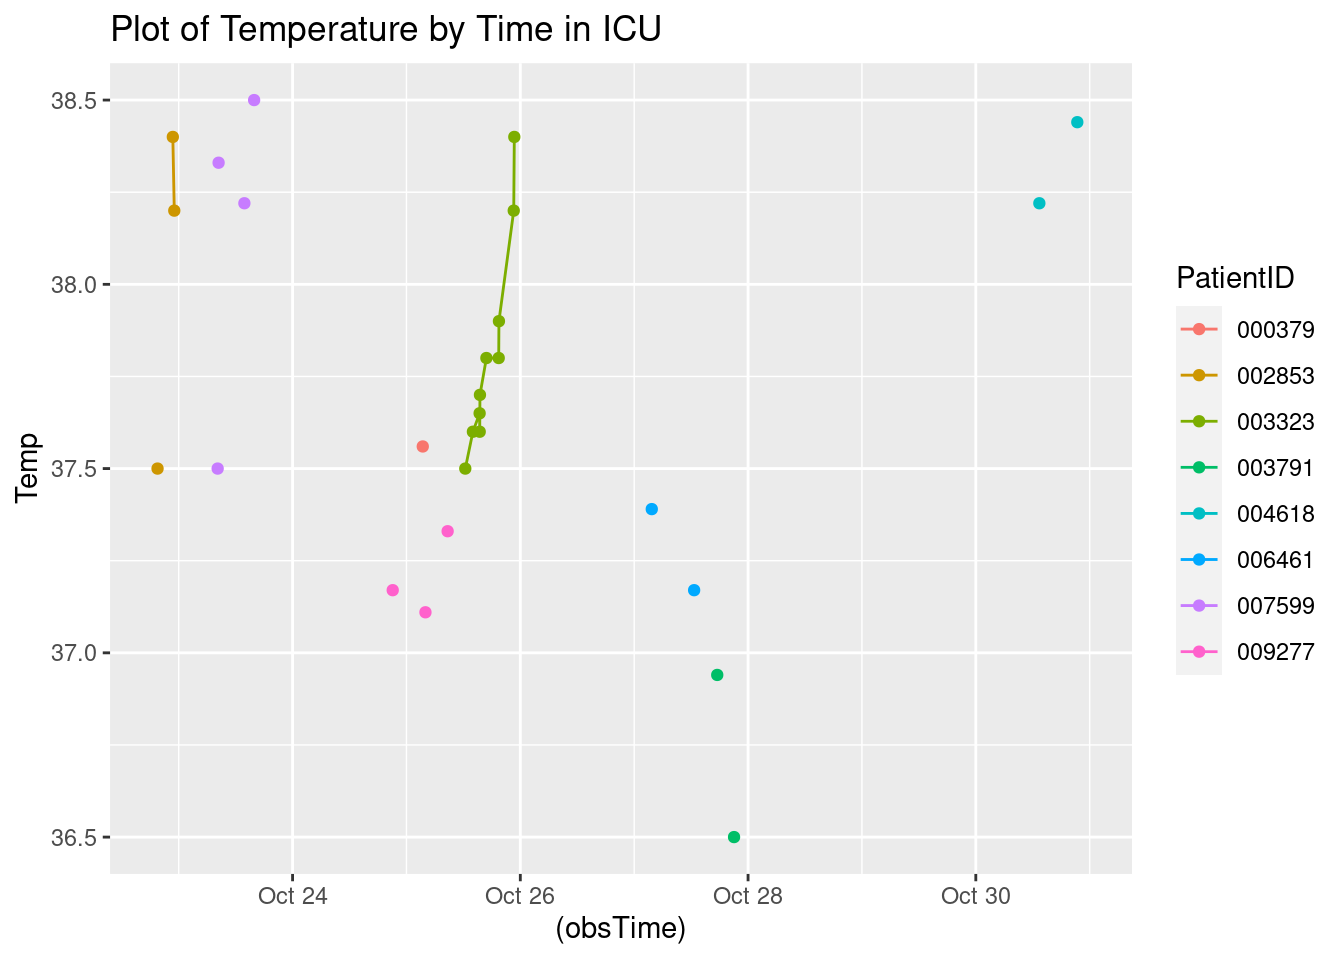 Plot of Temperature by Time in ICU
Temp
38.5
38.0
37.5
37.0
36.5
Oct 24
Oct 26
Oct 28
Oct 30
(obsTime)
PatientID
000379
002853
003323
003791
004618
006461
007599
009277